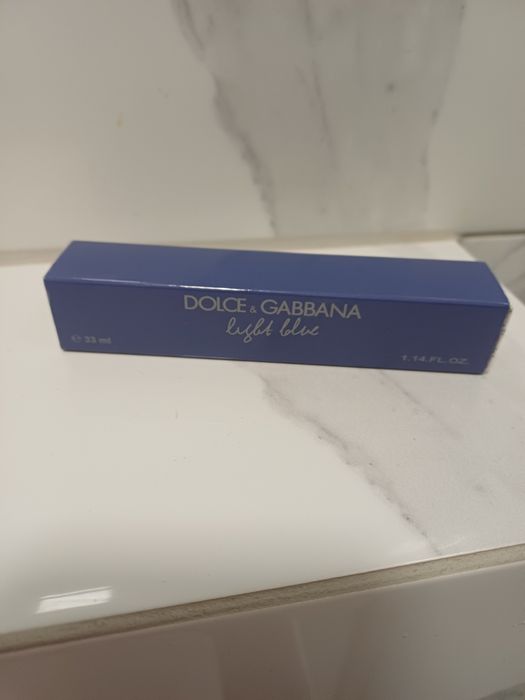 DOLCE & GABBANA
light blue
℮ 33 ml
1.14.FL.OZ.